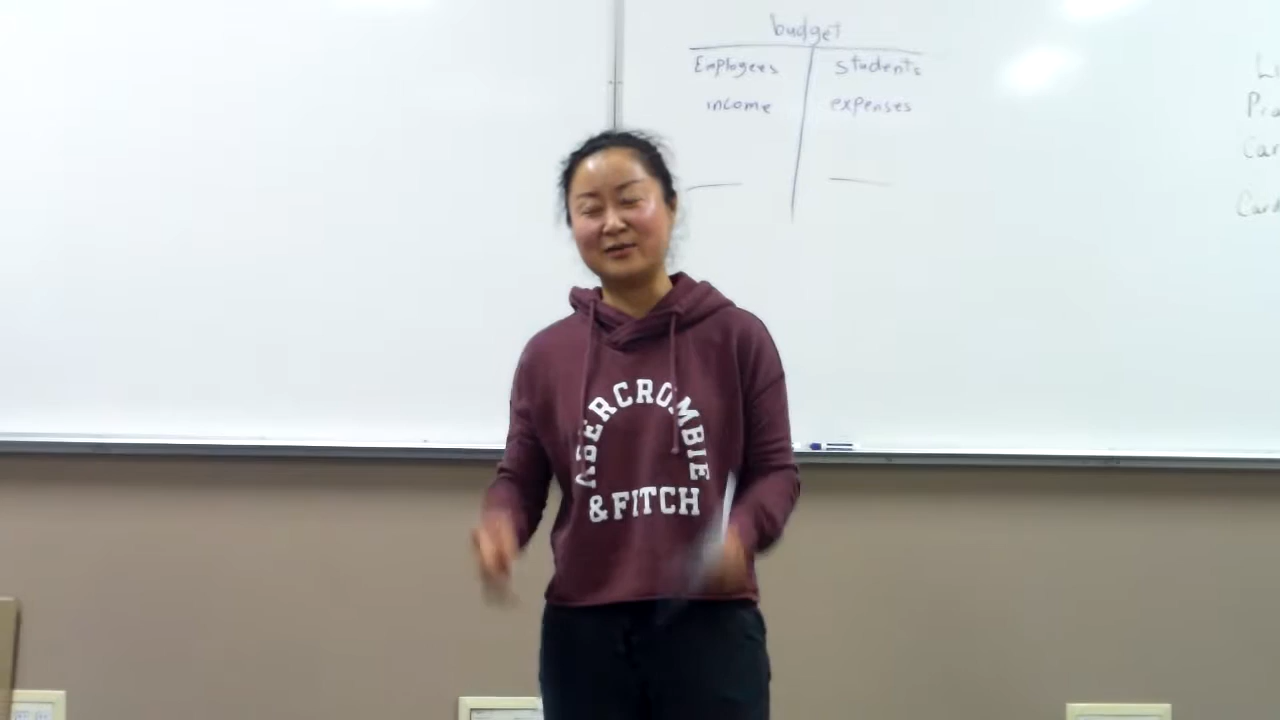 budget
Employees students
income expenses
ABERCROMBIE
& FITCH